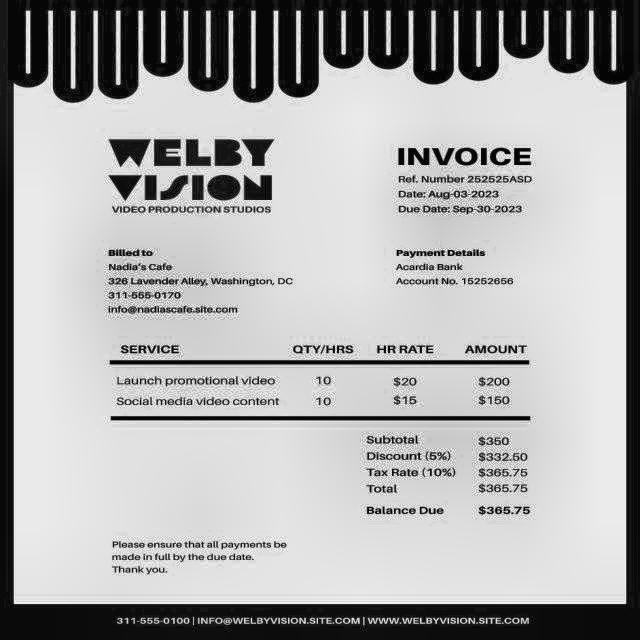 WELBY
VISION
VIDEO PRODUCTION STUDIOS
INVOICE
Ref. Number 252525ASD
Date: Aug-03-2023
Due Date: Sep-30-2023
Billed to
Nadia's Cafe
326 Lavender Alley, Washington, DC
311-555-0170
info@nadiascafe.site.com
Payment Details
Acardia Bank
Account No. 15252656
SERVICE QTY/HRS HR RATE AMOUNT
Launch promotional video 10 $20 $200
Social media video content 10 $15 $150
Subtotal $350
Discount (5%) $332.50
Tax Rate (10%) $365.75
Total $365.75
Balance Due $365.75
Please ensure that all payments be
made in full by the due date.
Thank you.
311-555-0100 | INFO@WELBYVISION.SITE.COM | WWW.WELBYVISION.SITE.COM